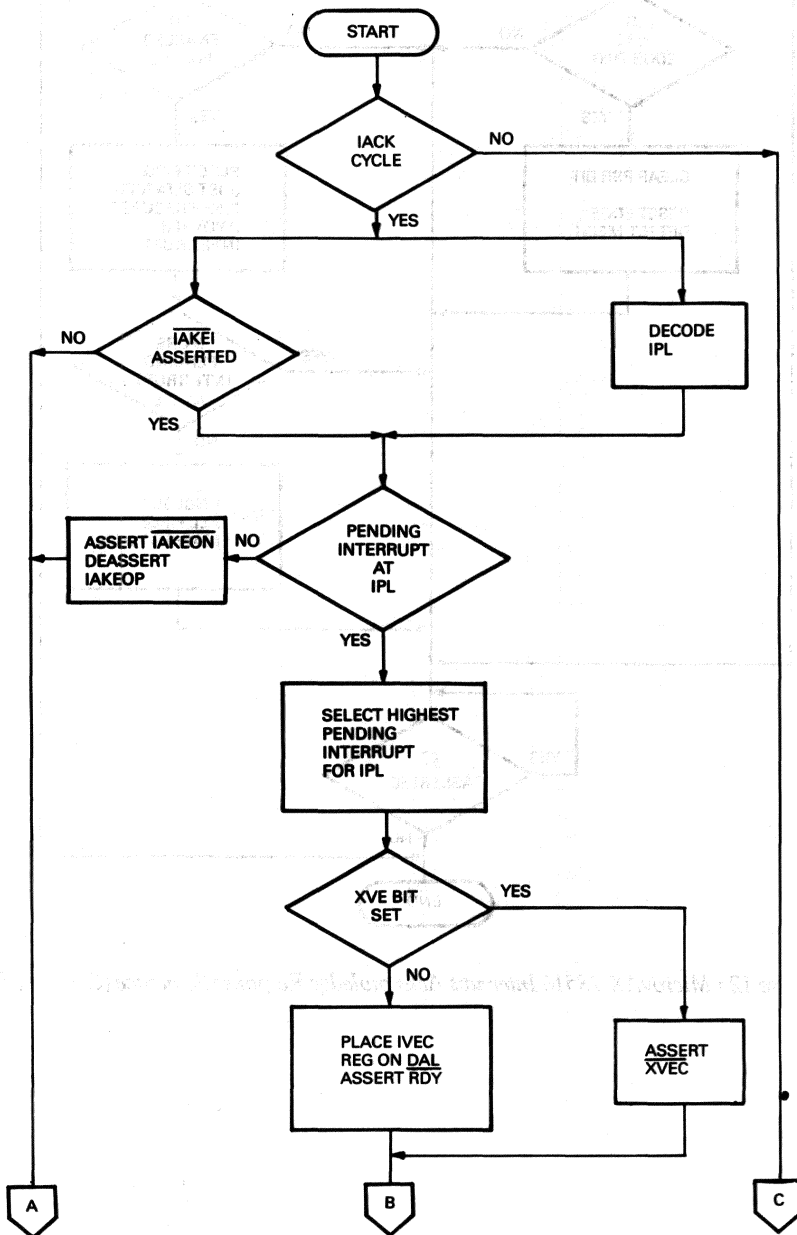 START
IACK
CYCLE
NO
YES
IAKEI
ASSERTED
NO
YES
DECODE
IPL
PENDING
INTERRUPT
AT
IPL
NO
YES
ASSERT IAKEON
DEASSERT
IAKEOP
SELECT HIGHEST
PENDING
INTERRUPT
FOR IPL
XVE BIT
SET
YES
NO
PLACE IVEC
REG ON DAL
ASSERT RDY
ASSERT
XVEC
A
B
C